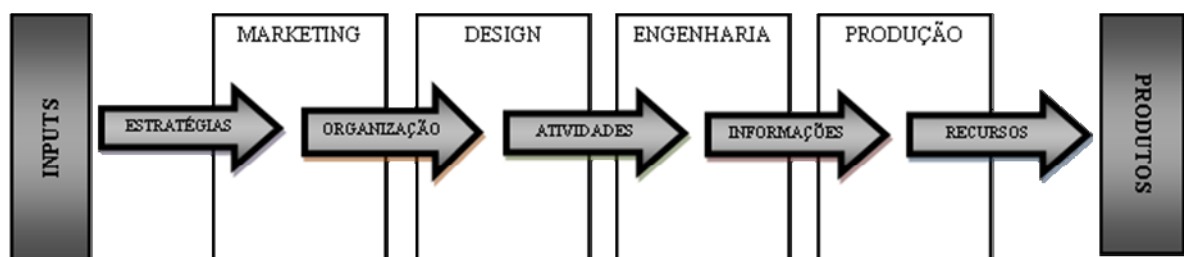 INPUTS
MARKETING
DESIGN
ENGENHARIA
PRODUÇÃO
ESTRATÉGIAS
ORGANIZAÇÃO
ATIVIDADES
INFORMAÇÕES
RECURSOS
PRODUTOS